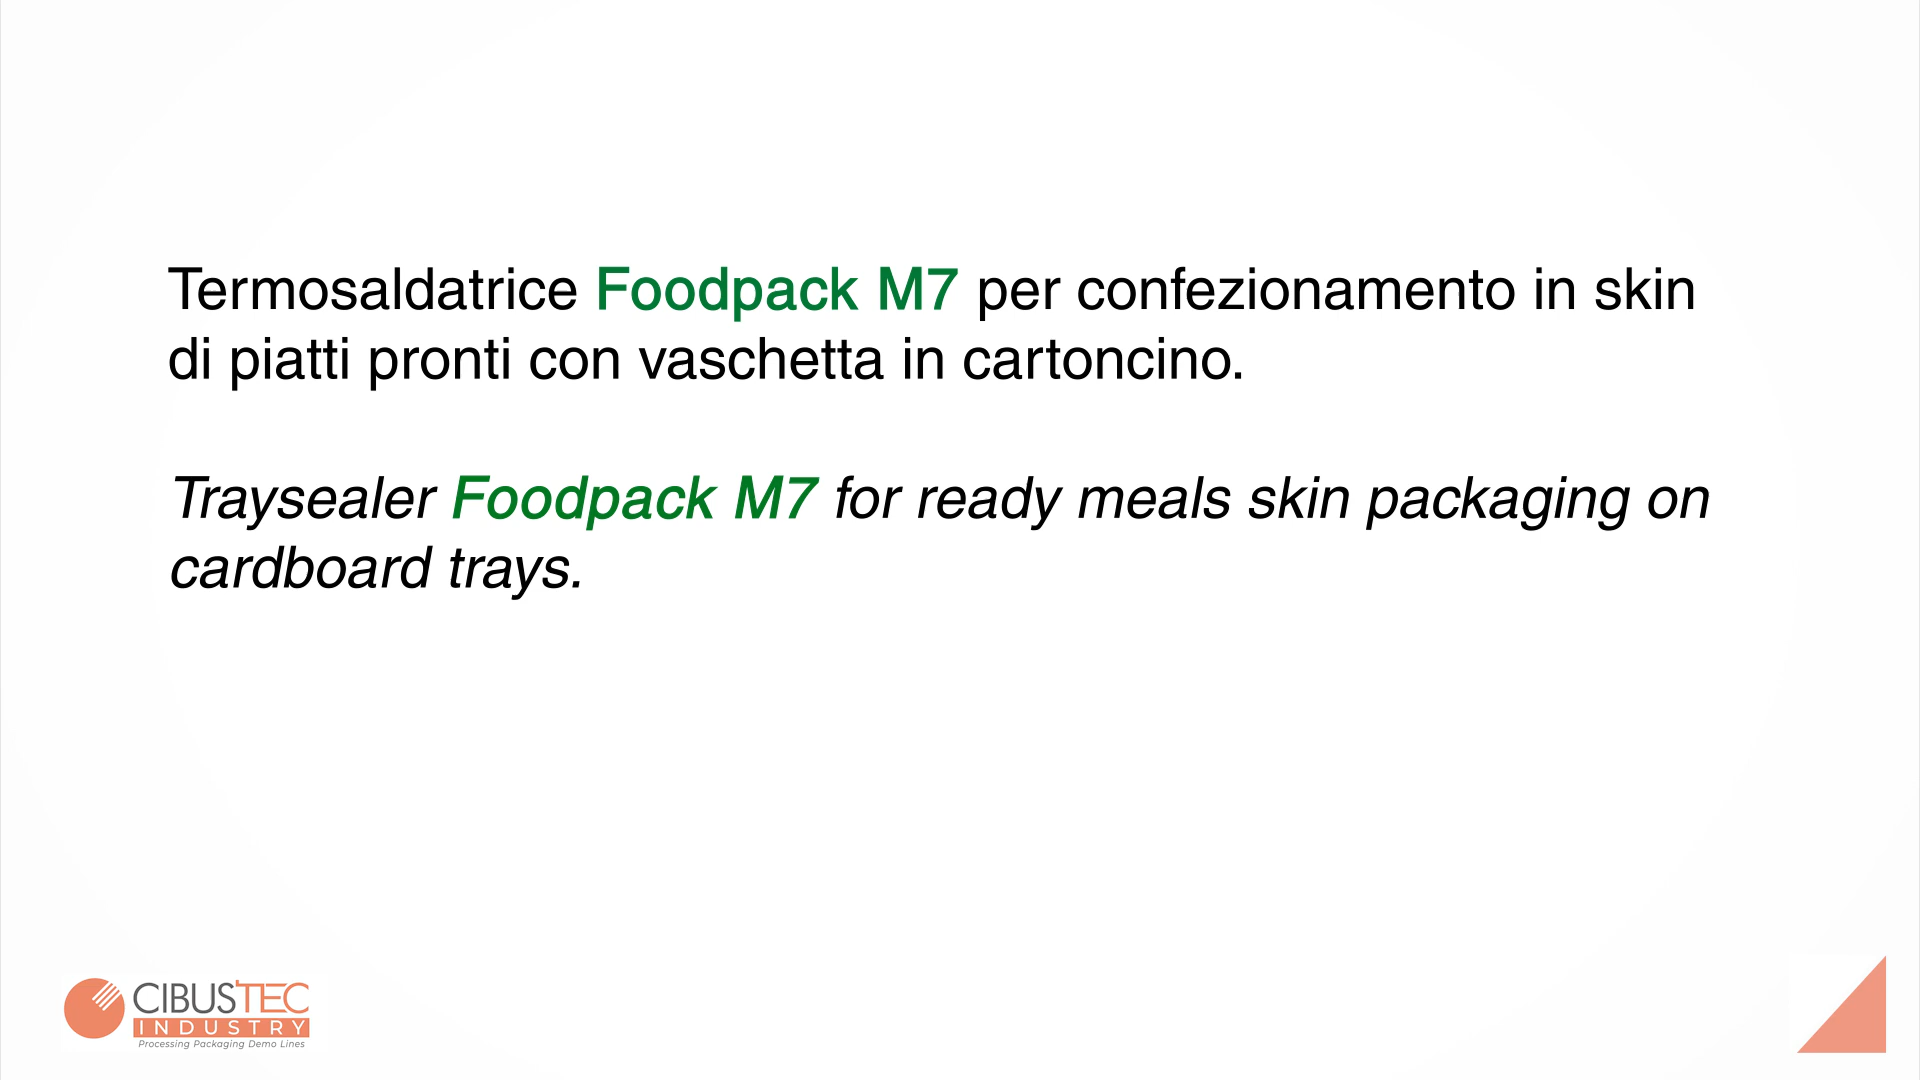 Termosaldatrice Foodpack M7 per confezionamento in skin
di piatti pronti con vaschetta in cartoncino.
Traysealer Foodpack M7 for ready meals skin packaging on
cardboard trays.
CIBUSTEC
INDUSTRY
Processing Packaging Demo Lines